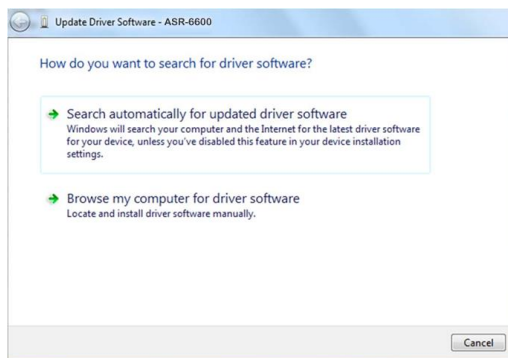 Update Driver Software - ASR-6600
How do you want to search for driver software?
Search automatically for updated driver software
Windows will search your computer and the Internet for the latest driver software
for your device, unless you've disabled this feature in your device installation
settings.
Browse my computer for driver software
Locate and install driver software manually.
Cancel